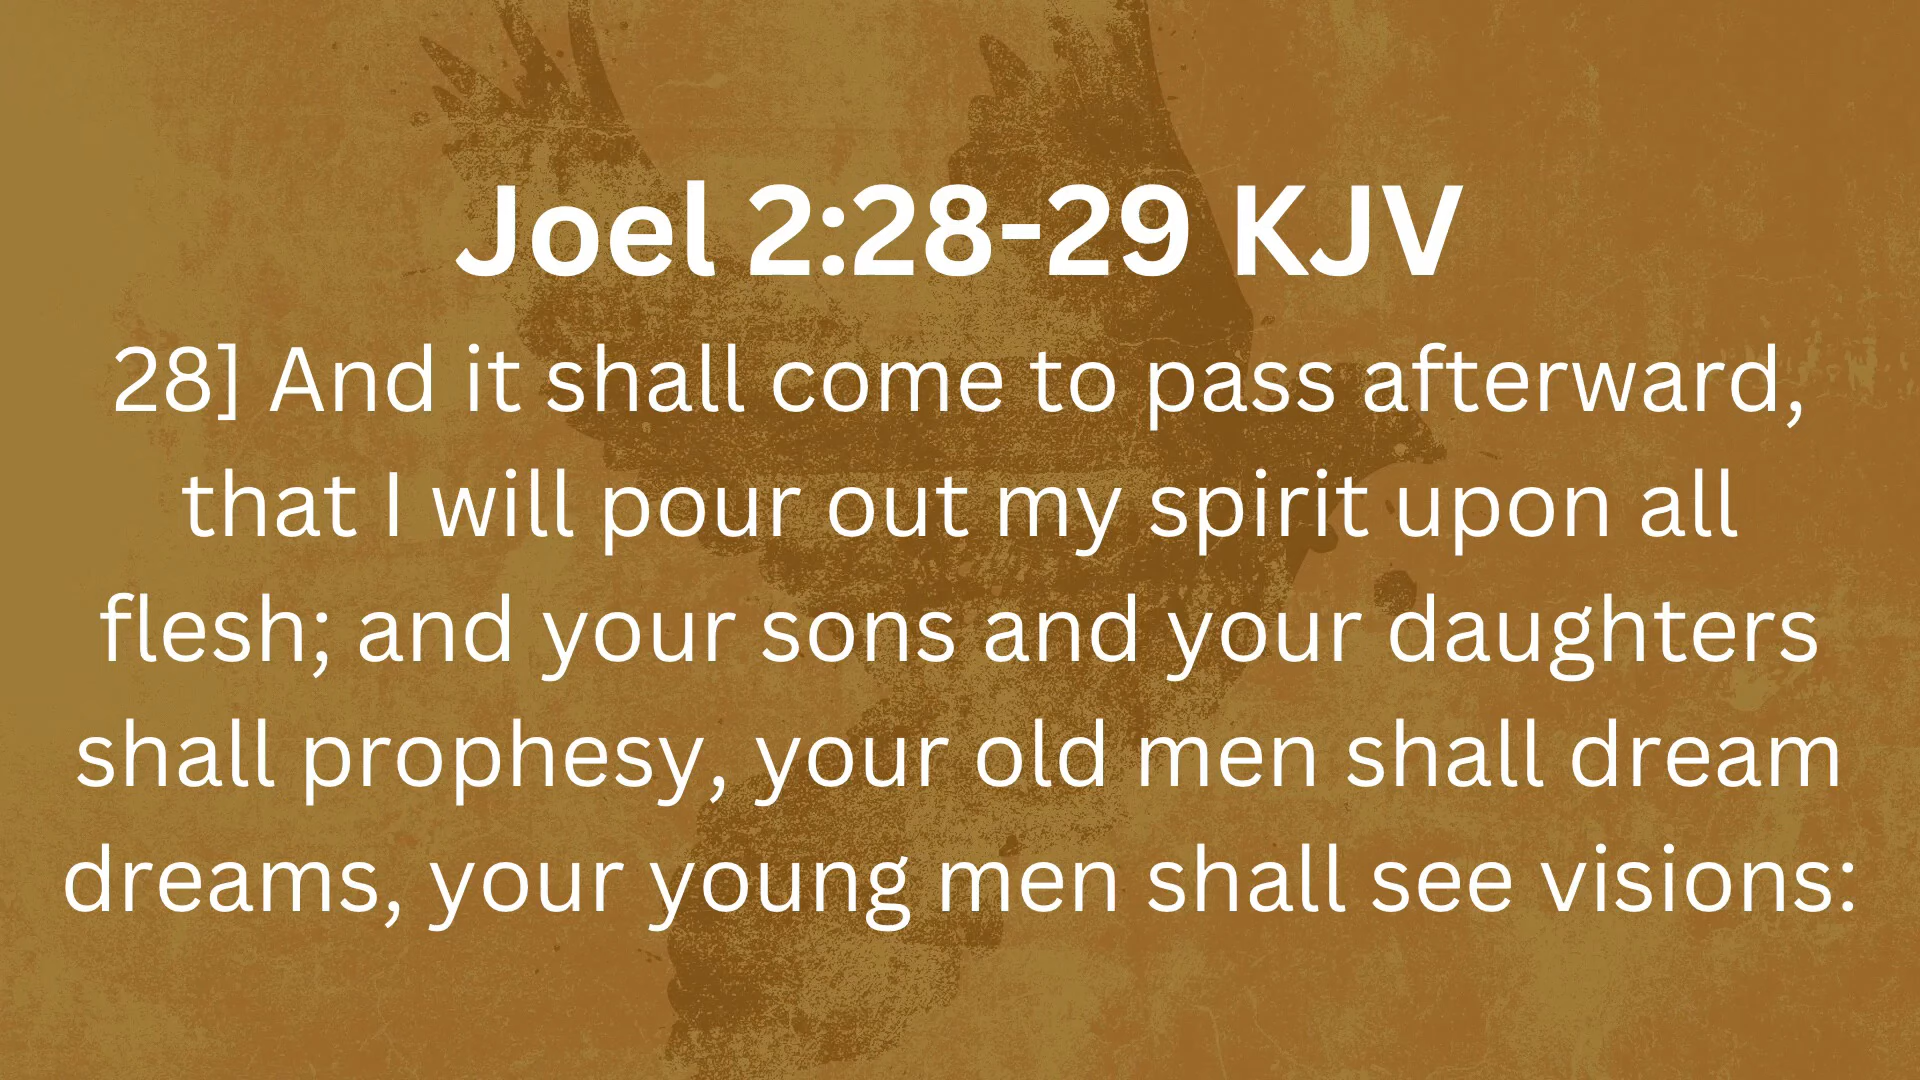 Joel 2:28-29 KJV
28] And it shall come to pass afterward,
that I will pour out my spirit upon all
flesh; and your sons and your daughters
shall prophesy, your old men shall dream
dreams, your young men shall see visions: